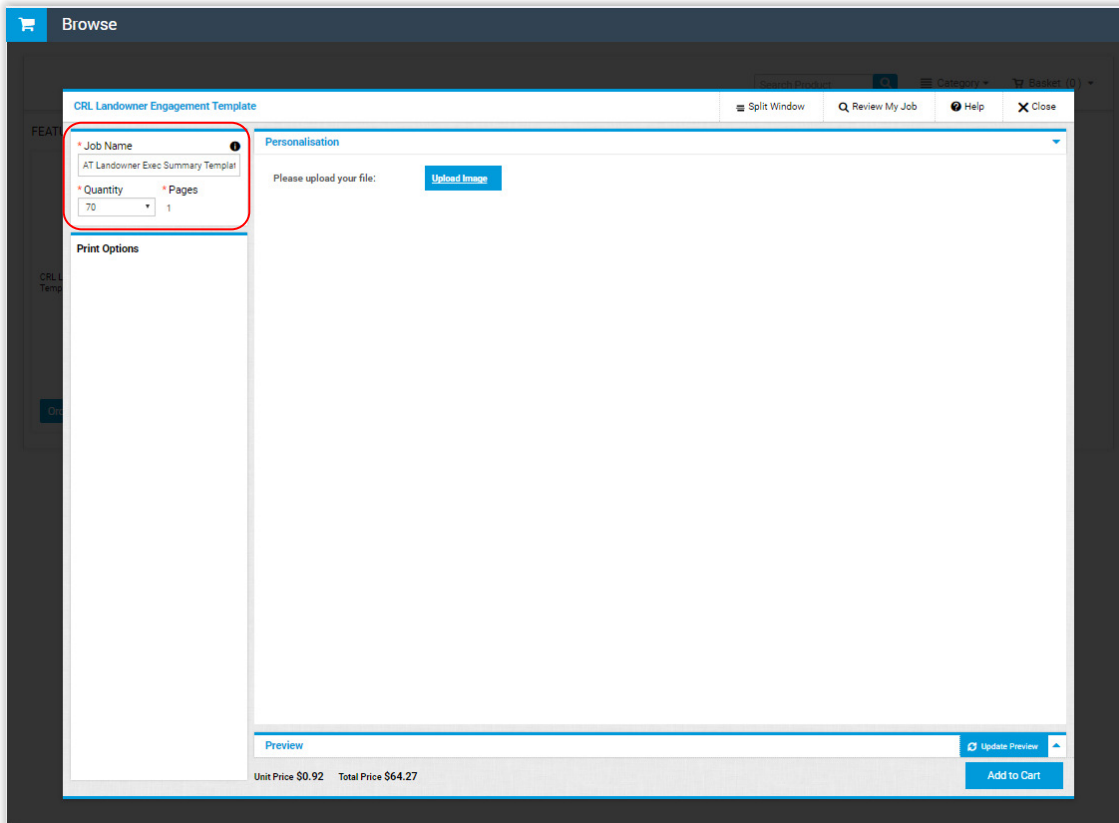 Browse
Search Product Category Basket (0)
CRL Landowner Engagement Template Split Window Review My Job Help Close
FEAT
* Job Name
Personalisation
AT Landowner Exec Summary Templat
Please upload your file: Upload Image
* Quantity * Pages
70 1
Print Options
CRL L
Temp
Ord
Preview Update Preview
Unit Price $0.92 Total Price $64.27 Add to Cart